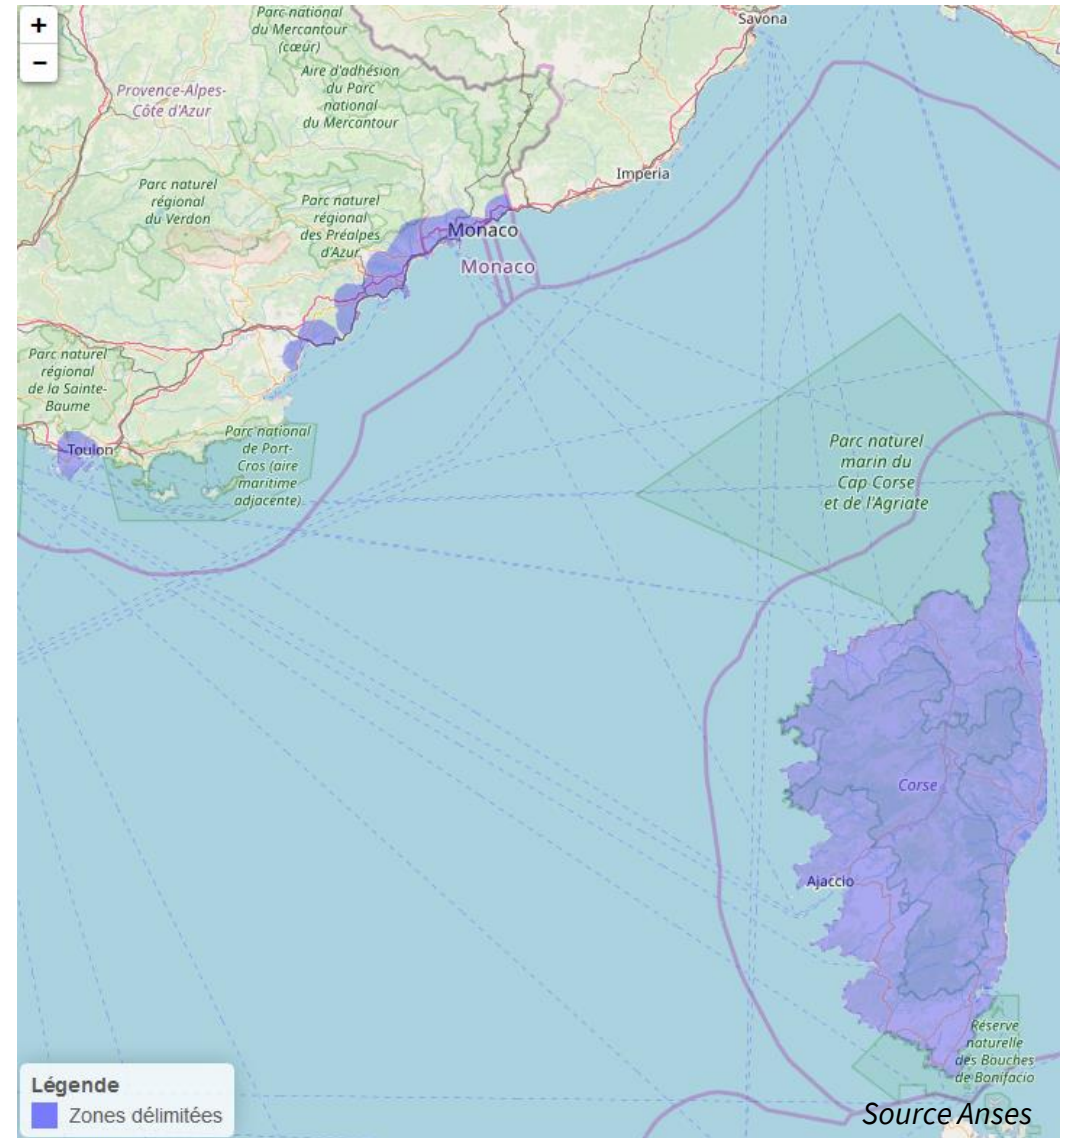 +
−
Parc national
du Mercantour
(cœur)
Savona
Provence-Alpes-
Côte d'Azur
Aire d'adhésion
du Parc
national
du Mercantour
Imperia
Parc naturel
régional
du Verdon
Parc naturel
régional
des Préalpes
d'Azur
Monaco
Monaco
Parc naturel
régional
de la Sainte-
Baume
Toulon
Parc national
de Port-
Cros (aire
maritime
adjacente)
Parc naturel
marin du
Cap Corse
et de l'Agriate
Corse
Ajaccio
Réserve
naturelle
des Bouches
de Bonifacio
Légende
Zones délimitées
Source Anses